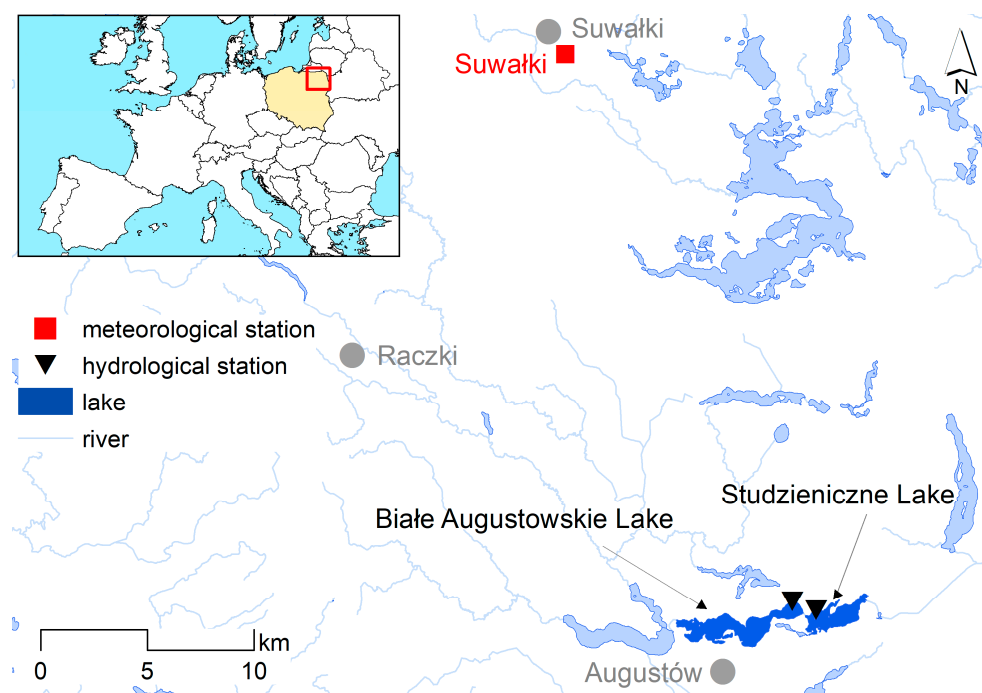 Suwałki
Suwałki
N
meteorological station
hydrological station
lake
river
Raczki
Studzieniczne Lake
Białe Augustowskie Lake
km
0 5 10
Augustów